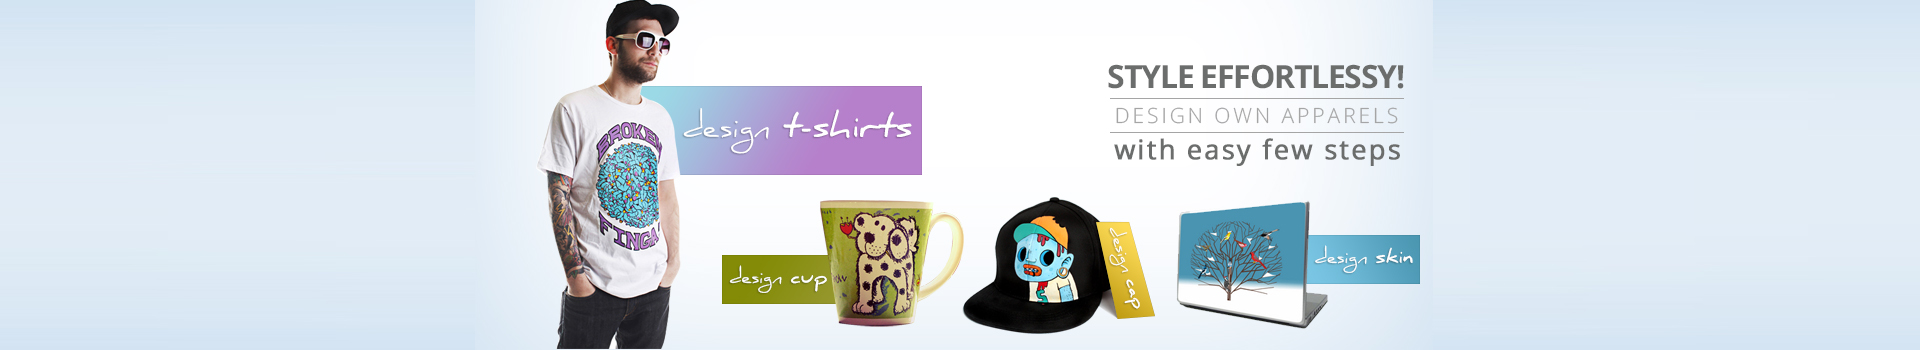 BROKEN
FINGA
design t-shirts
STYLE EFFORTLESSY!
DESIGN OWN APPARELS
with easy few steps
design cup
design cap
design skin